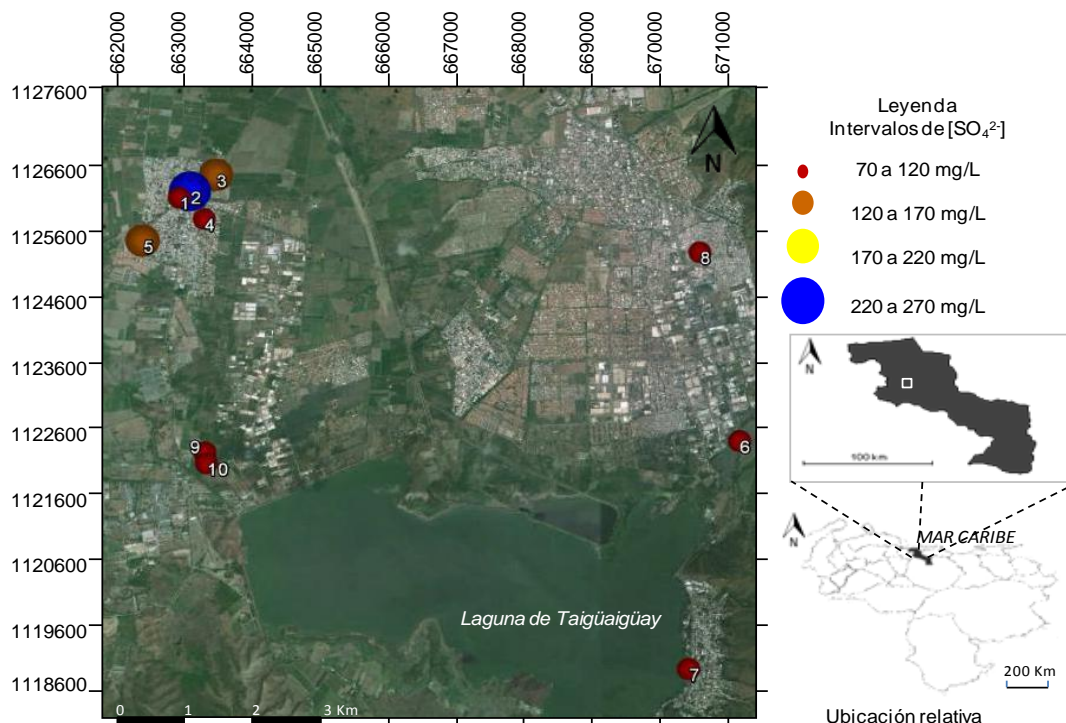 662000
663000
664000
665000
666000
667000
668000
669000
670000
671000
1127600
1126600
1125600
1124600
1123600
1122600
1121600
1120600
1119600
1118600
N
1
2
3
4
5
6
7
8
9
10
Laguna de Taigüaigüay
0 1 2 3 Km
Leyenda
Intervalos de [SO₄²⁻]
70 a 120 mg/L
120 a 170 mg/L
170 a 220 mg/L
220 a 270 mg/L
N
100 km
N
MAR CARIBE
200 Km
Ubicación relativa